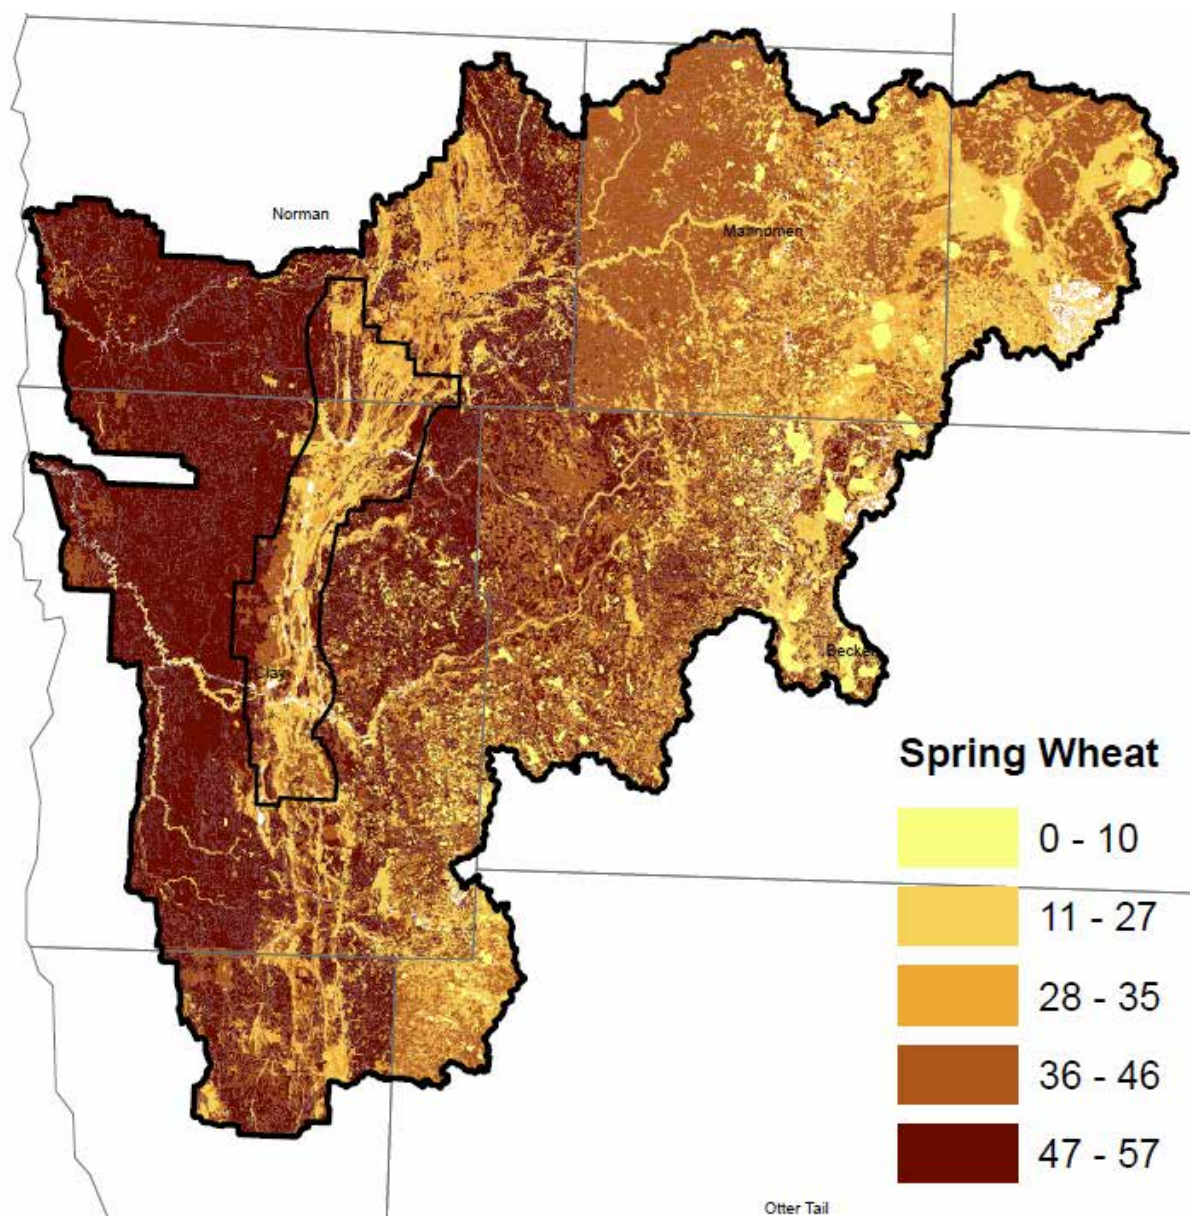 Norman
Mahnomen
Clay
Becker
Spring Wheat
0 - 10
11 - 27
28 - 35
36 - 46
47 - 57
Otter Tail